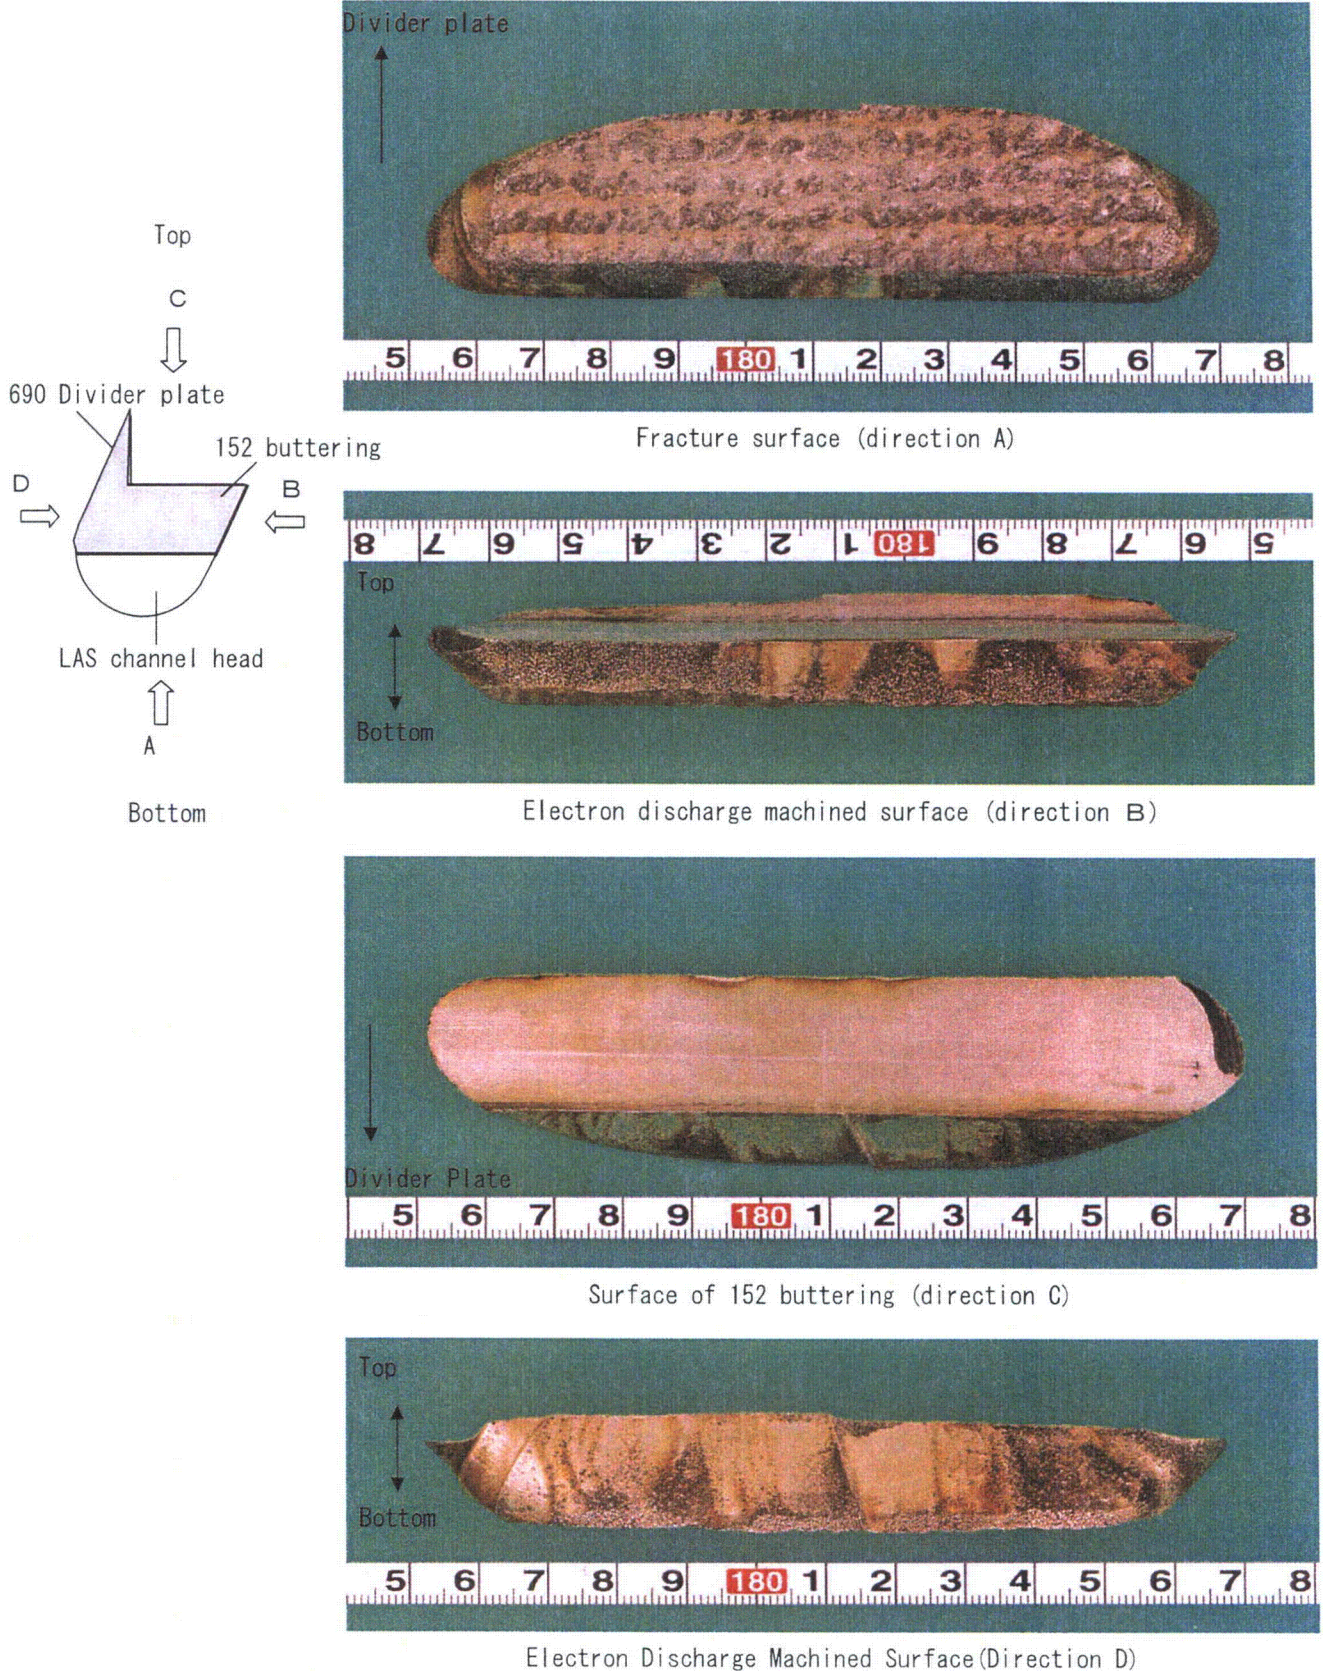 Divider plate
5 6 7 8 9 180 1 2 3 4 5 6 7 8
Fracture surface (direction A)
Top
C
690 Divider plate
152 buttering
D
B
LAS channel head
A
Bottom
8 7 6 5 4 3 2 1 180 9 8 7 6 5
Top
Bottom
Electron discharge machined surface (direction B)
Divider Plate
5 6 7 8 9 180 1 2 3 4 5 6 7 8
Surface of 152 buttering (direction C)
Top
Bottom
5 6 7 8 9 180 1 2 3 4 5 6 7 8
Electron Discharge Machined Surface(Direction D)